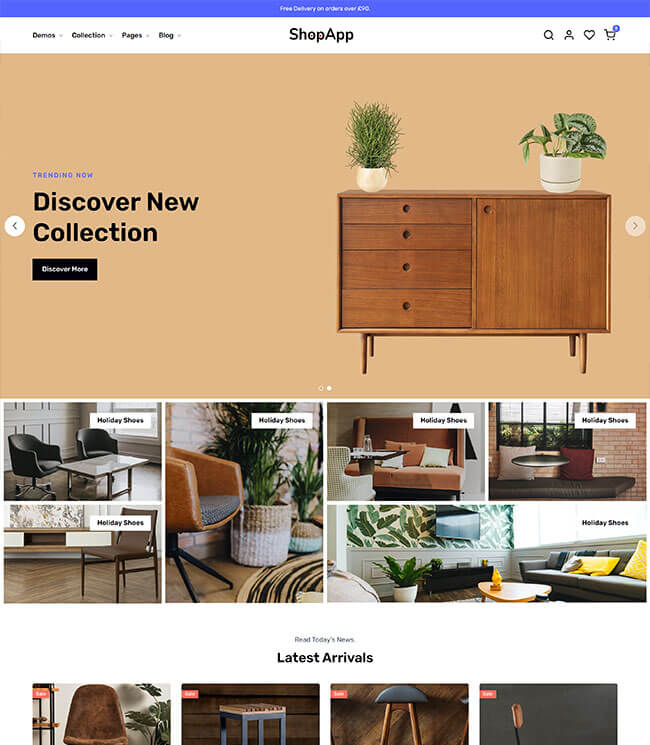 Free Delivery on orders over £90.
Demos
Collection
Pages
Blog
ShopApp
TRENDING NOW
Discover New
Collection
Discover More
Holiday Shoes
Holiday Shoes
Holiday Shoes
Holiday Shoes
Holiday Shoes
Holiday Shoes
Read Today's News.
Latest Arrivals
Sale
Sale
Sale
Sale